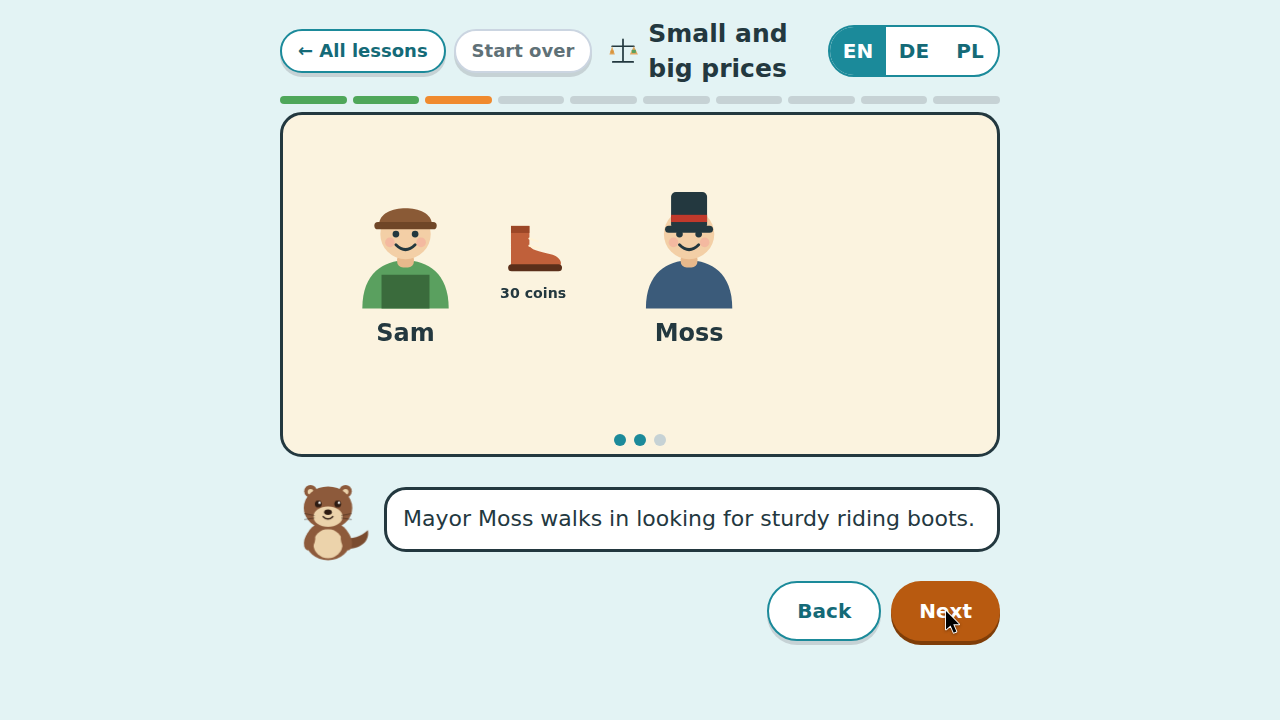 ← All lessons
Start over
Small and
big prices
EN DE PL
30 coins
Sam
Moss
Mayor Moss walks in looking for sturdy riding boots.
Back
Next